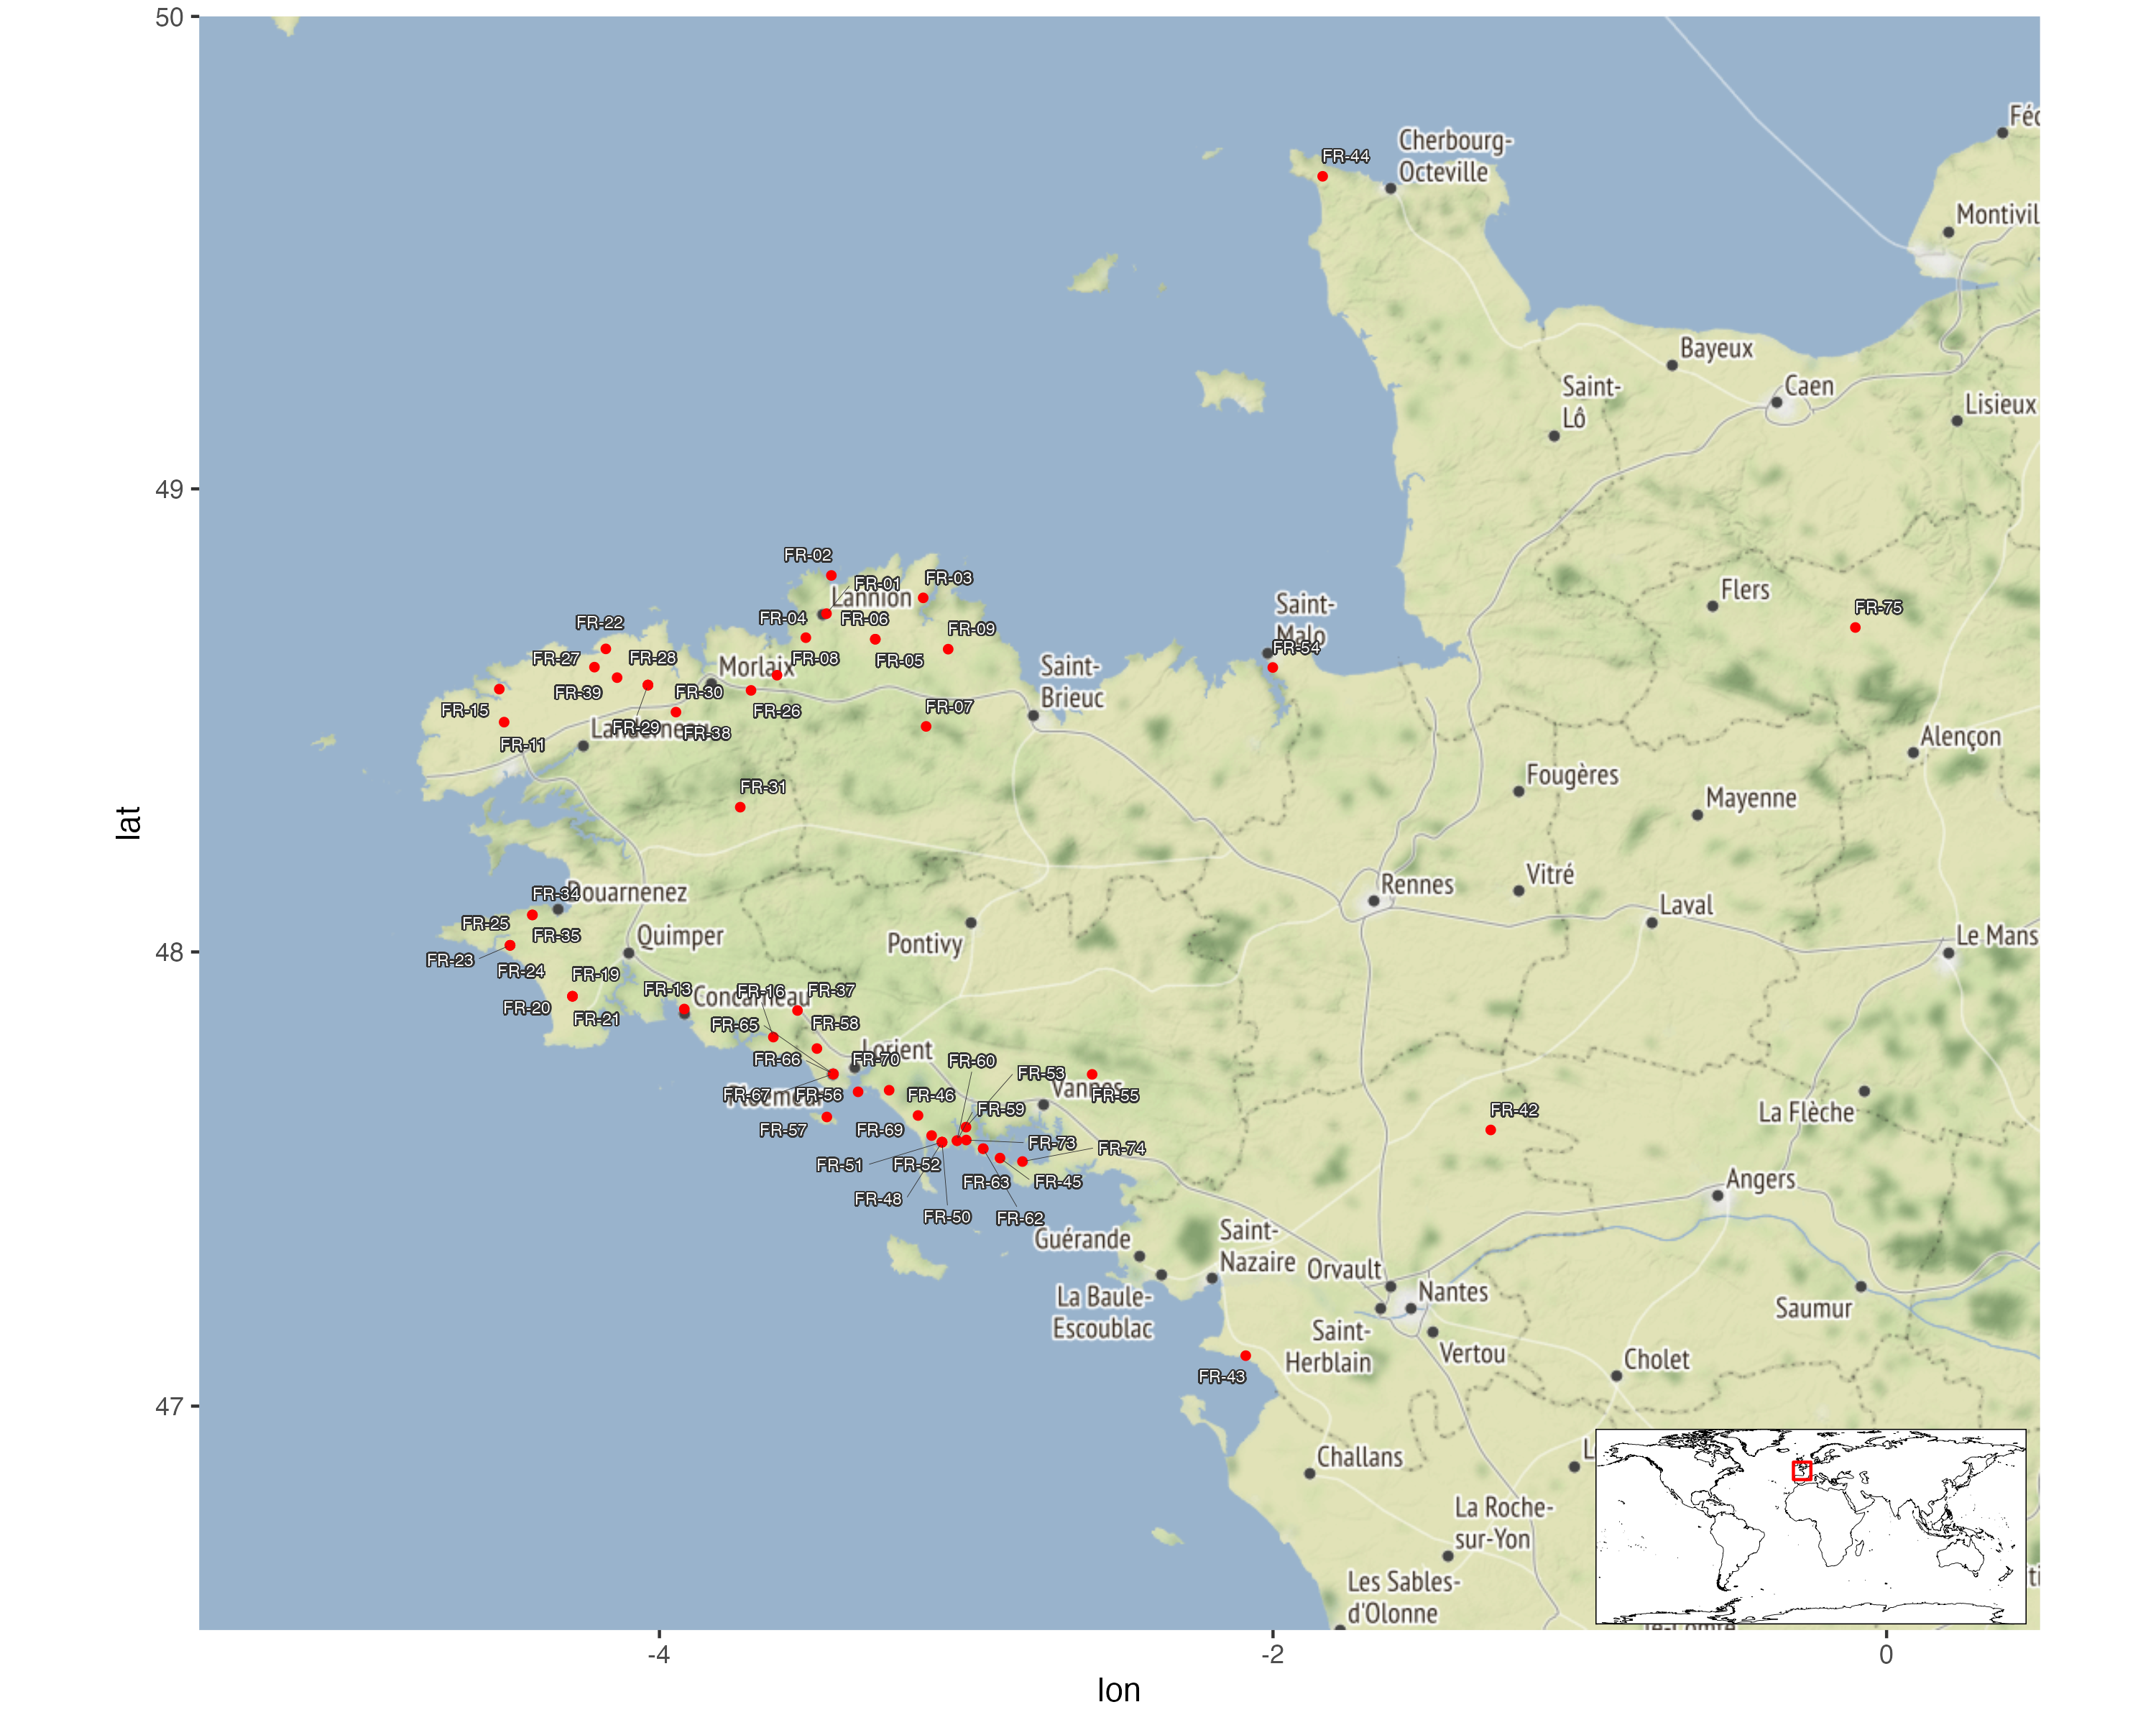 50
Féc
Cherbourg-
Octeville
FR-44
Montivil
Bayeux
Saint-
Lô
Caen
Lisieux
49
FR-02
FR-01
FR-03
Lannion
FR-04
FR-06
FR-09
FR-22
FR-27
FR-28
FR-08
FR-05
Morlaix
FR-39
FR-30
FR-15
FR-29
FR-26
FR-07
Landerneau
FR-38
FR-11
Saint-
Brieuc
Saint-
Malo
FR-54
Flers
FR-75
Alençon
Fougères
Mayenne
FR-31
lat
Vitré
Rennes
Laval
Le Mans
FR-34
Douarnenez
FR-25
FR-35
Quimper
Pontivy
48
FR-23
FR-24
FR-19
FR-20
FR-21
FR-13
Concarneau
FR-16
FR-37
FR-65
FR-58
Lorient
FR-66
FR-70
FR-60
FR-53
Vannes
FR-67
Ploemeur
FR-56
FR-46
FR-55
FR-59
FR-57
FR-69
FR-73
FR-74
FR-51
FR-52
FR-63
FR-45
FR-48
FR-50
FR-62
FR-42
La Flèche
Angers
Guérande
Saint-
Nazaire
Orvault
Nantes
La Baule-
Escoublac
Saint-
Herblain
Vertou
Saumur
Cholet
FR-43
47
Challans
L
La Roche-
sur-Yon
Les Sables-
d'Olonne
ti
-4
-2
0
lon